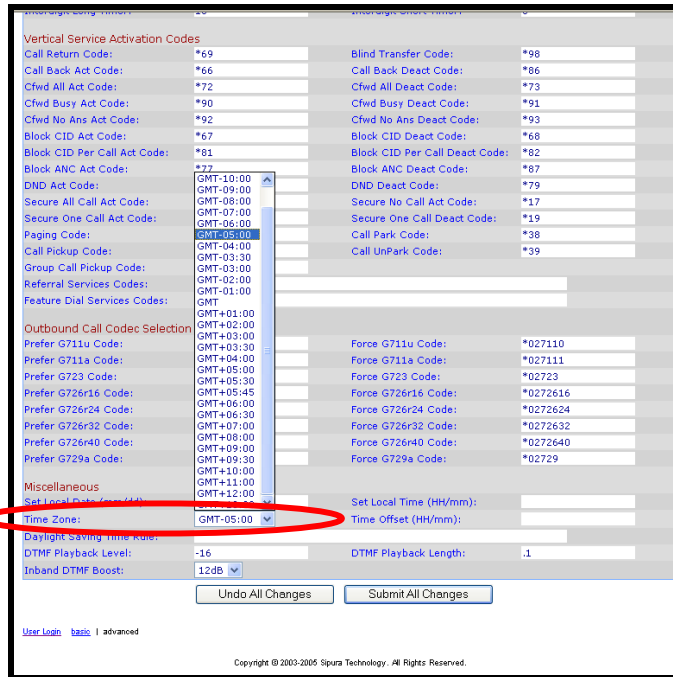 Vertical Service Activation Codes
Call Return Code: *69 Blind Transfer Code: *98
Call Back Act Code: *66 Call Back Deact Code: *86
Cfwd All Act Code: *72 Cfwd All Deact Code: *73
Cfwd Busy Act Code: *90 Cfwd Busy Deact Code: *91
Cfwd No Ans Act Code: *92 Cfwd No Ans Deact Code: *93
Block CID Act Code: *67 Block CID Deact Code: *68
Block CID Per Call Act Code: *81 Block CID Per Call Deact Code: *82
Block ANC Act Code: *77 Block ANC Deact Code: *87
DND Act Code: DND Deact Code: *79
Secure All Call Act Code: Secure No Call Act Code: *17
Secure One Call Act Code: Secure One Call Deact Code: *19
Paging Code: Call Park Code: *38
Call Pickup Code: Call UnPark Code: *39
Group Call Pickup Code:
Referral Services Codes:
Feature Dial Services Codes:
GMT-10:00
GMT-09:00
GMT-08:00
GMT-07:00
GMT-06:00
GMT-05:00
GMT-04:00
GMT-03:30
GMT-03:00
GMT-02:00
GMT-01:00
GMT
GMT+01:00
GMT+02:00
GMT+03:00
GMT+03:30
GMT+04:00
GMT+05:00
GMT+05:30
GMT+05:45
GMT+06:00
GMT+06:30
GMT+07:00
GMT+08:00
GMT+09:00
GMT+09:30
GMT+10:00
GMT+11:00
GMT+12:00
Outbound Call Codec Selection
Prefer G711u Code: Force G711u Code: *027110
Prefer G711a Code: Force G711a Code: *027111
Prefer G723 Code: Force G723 Code: *02723
Prefer G726r16 Code: Force G726r16 Code: *0272616
Prefer G726r24 Code: Force G726r24 Code: *0272624
Prefer G726r32 Code: Force G726r32 Code: *0272632
Prefer G726r40 Code: Force G726r40 Code: *0272640
Prefer G729a Code: Force G729a Code: *02729
Miscellaneous
Set Local Date (mm/dd): Set Local Time (HH/mm):
Time Zone: GMT-05:00 Time Offset (HH/mm):
Daylight Saving Time Rule:
DTMF Playback Level: -16 DTMF Playback Length: .1
Inband DTMF Boost: 12dB
Undo All Changes Submit All Changes
User Login basic | advanced
Copyright © 2003-2005 Sipura Technology. All Rights Reserved.